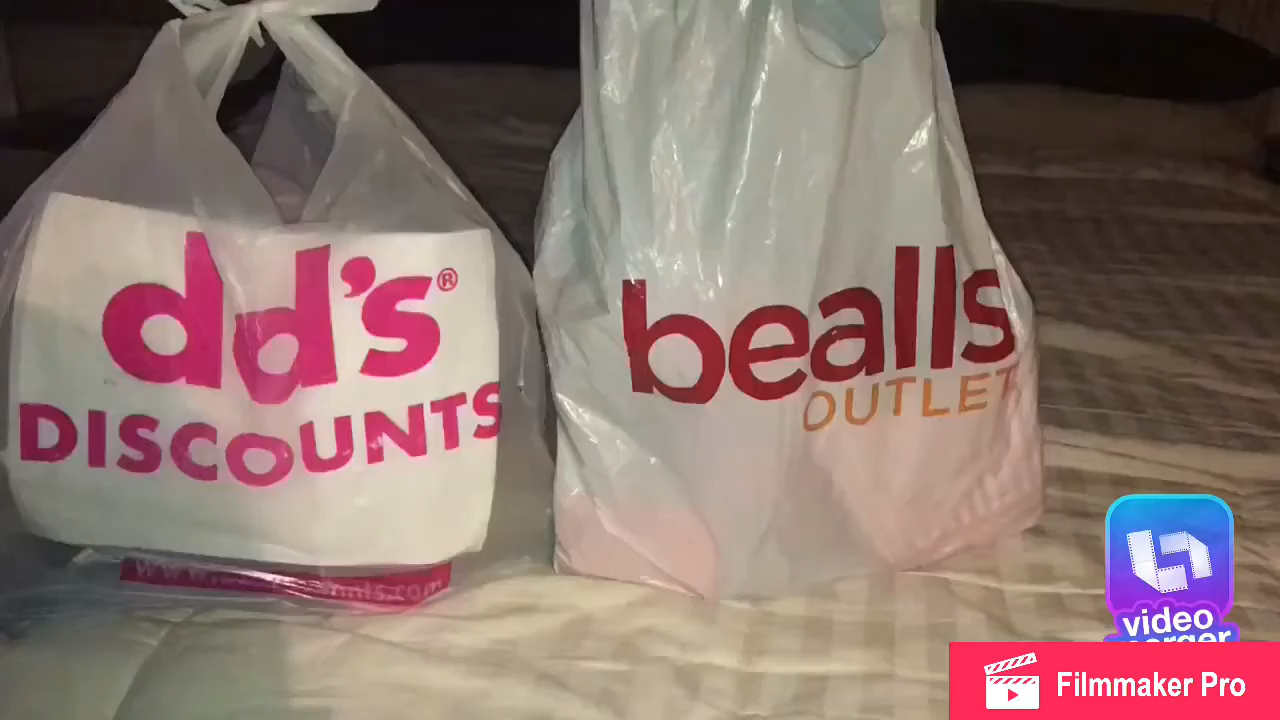 dd's®
DISCOUNTS
bealls
OUTLET
video
Filmmaker Pro